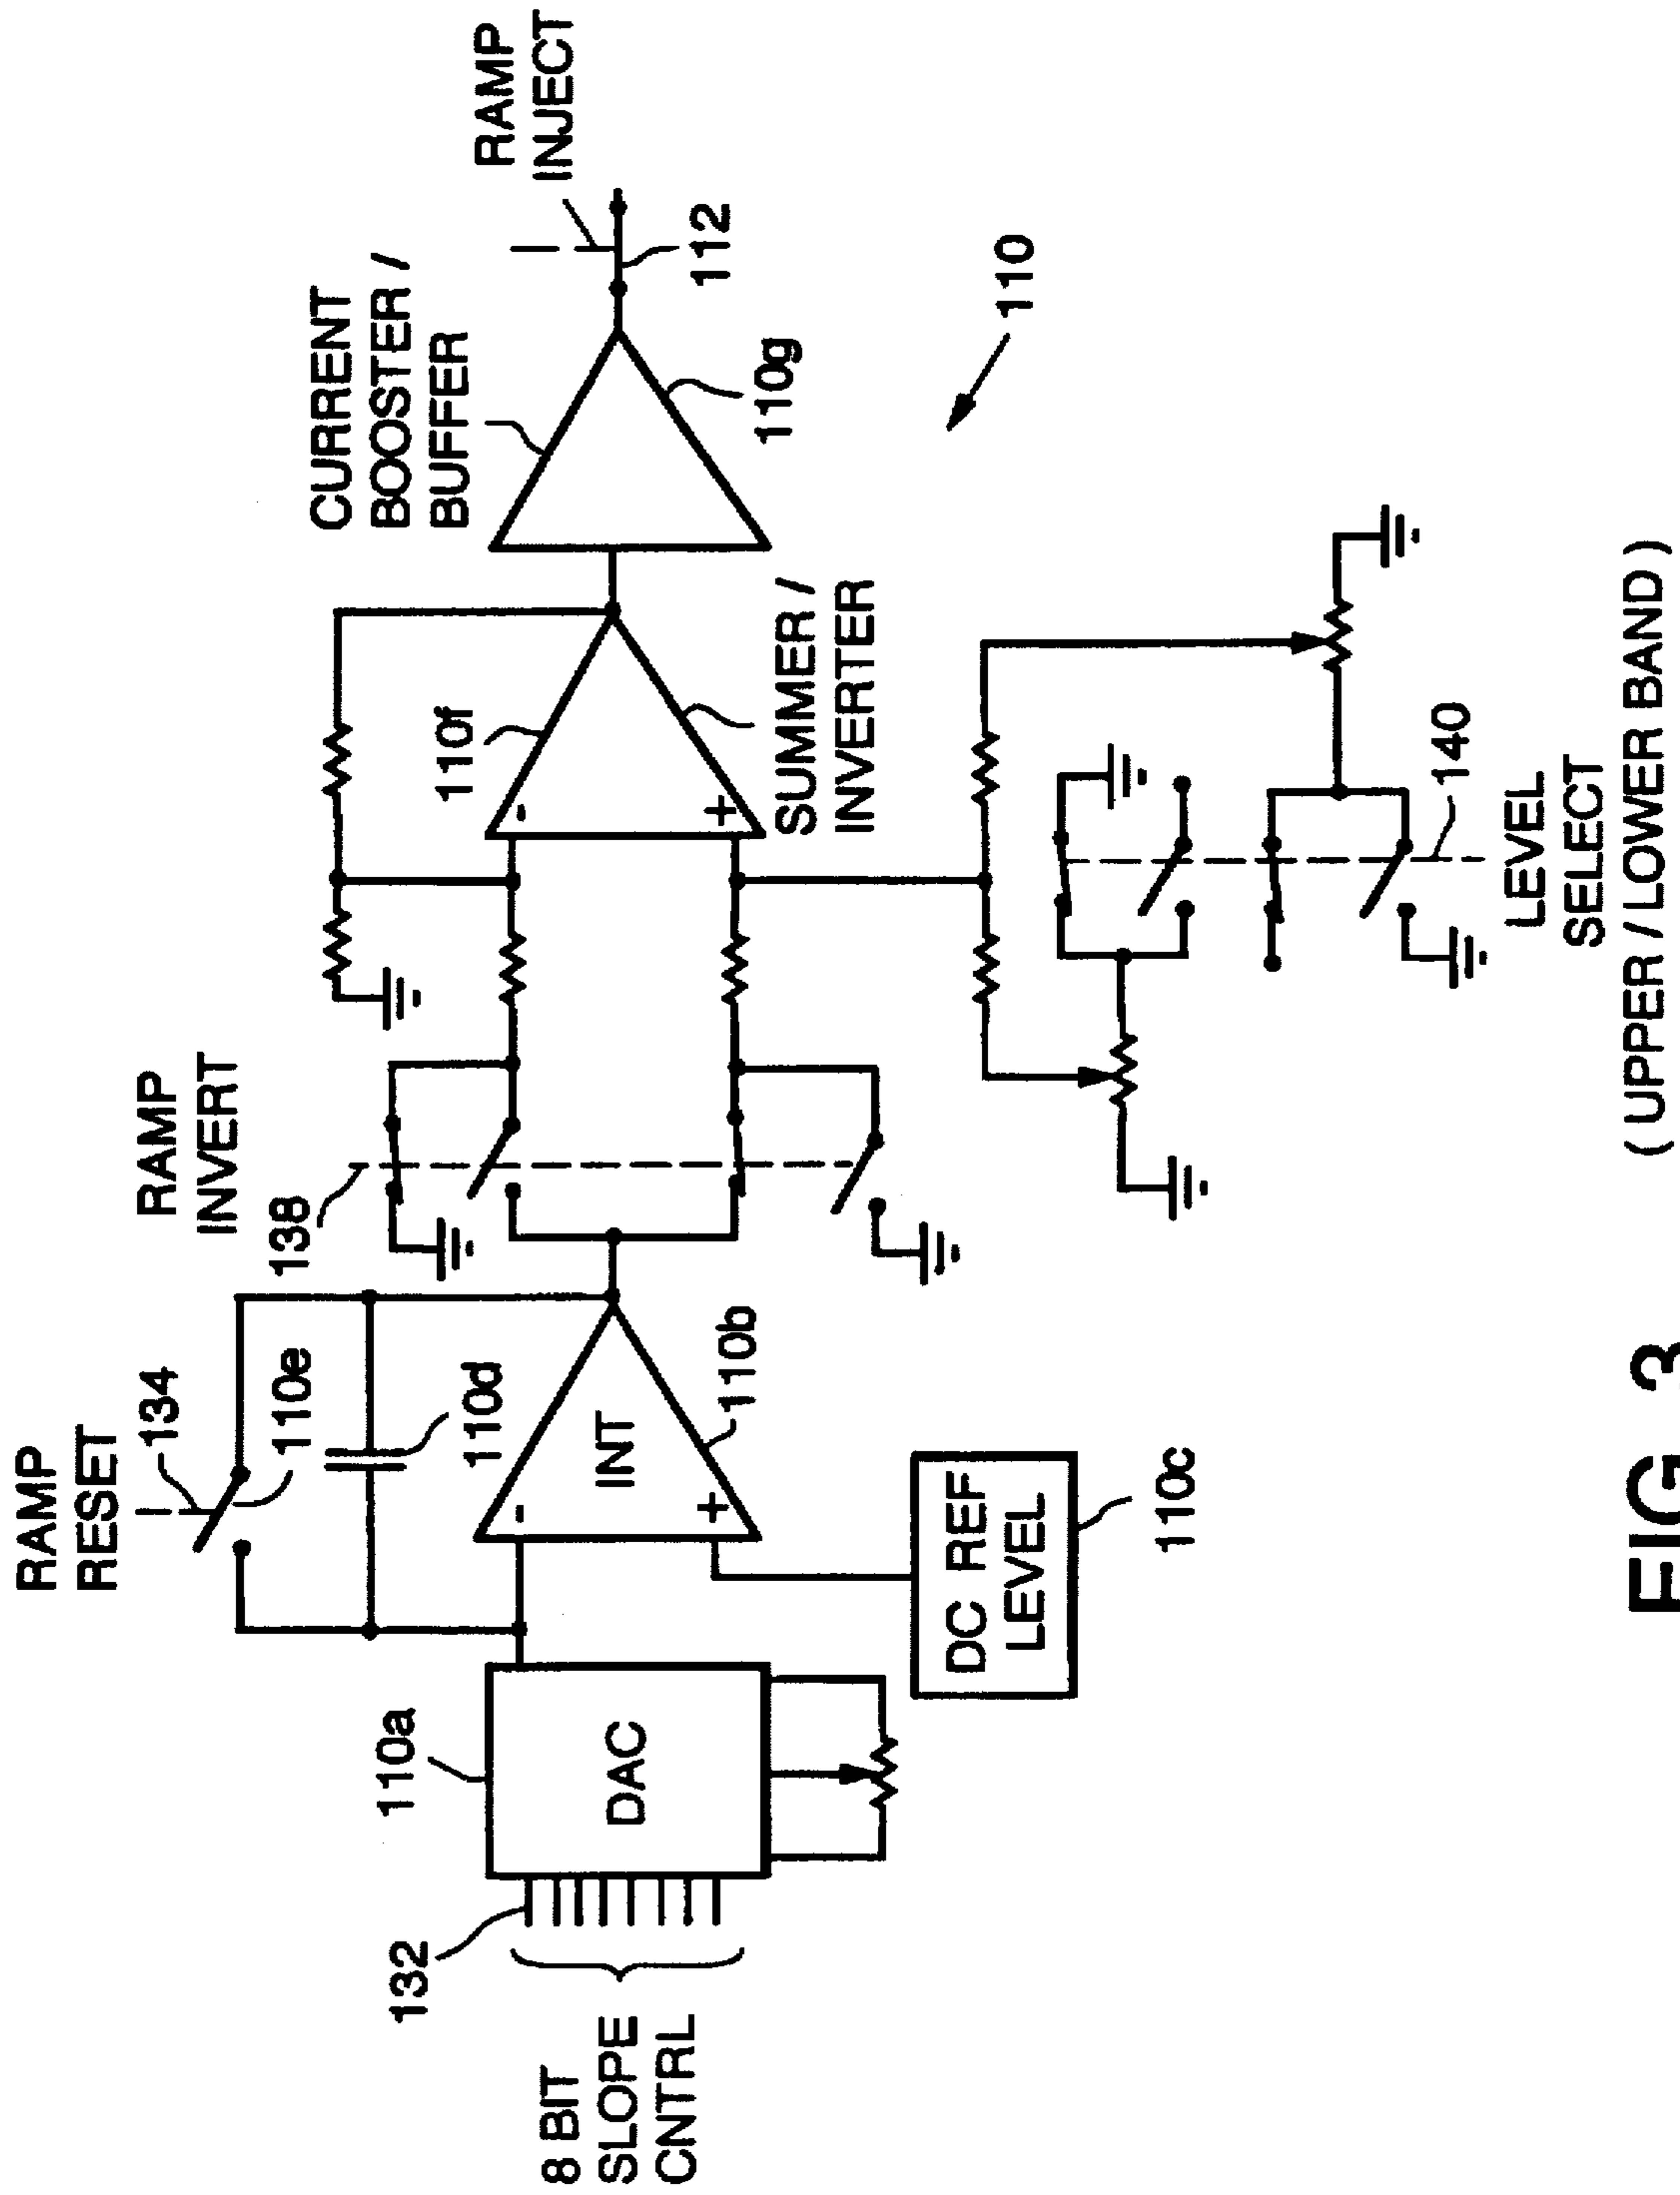 8 BIT
SLOPE
CNTRL
132
110a
DAC
RAMP
RESET
134
110e
110d
-
INT
+
110b
DC REF
LEVEL
110c
RAMP
INVERT
138
110f
-
+
SUMMER /
INVERTER
CURRENT
BOOSTER /
BUFFER
110g
RAMP
INJECT
112
110
140
LEVEL
SELECT
( UPPER / LOWER BAND )
FIG. 3